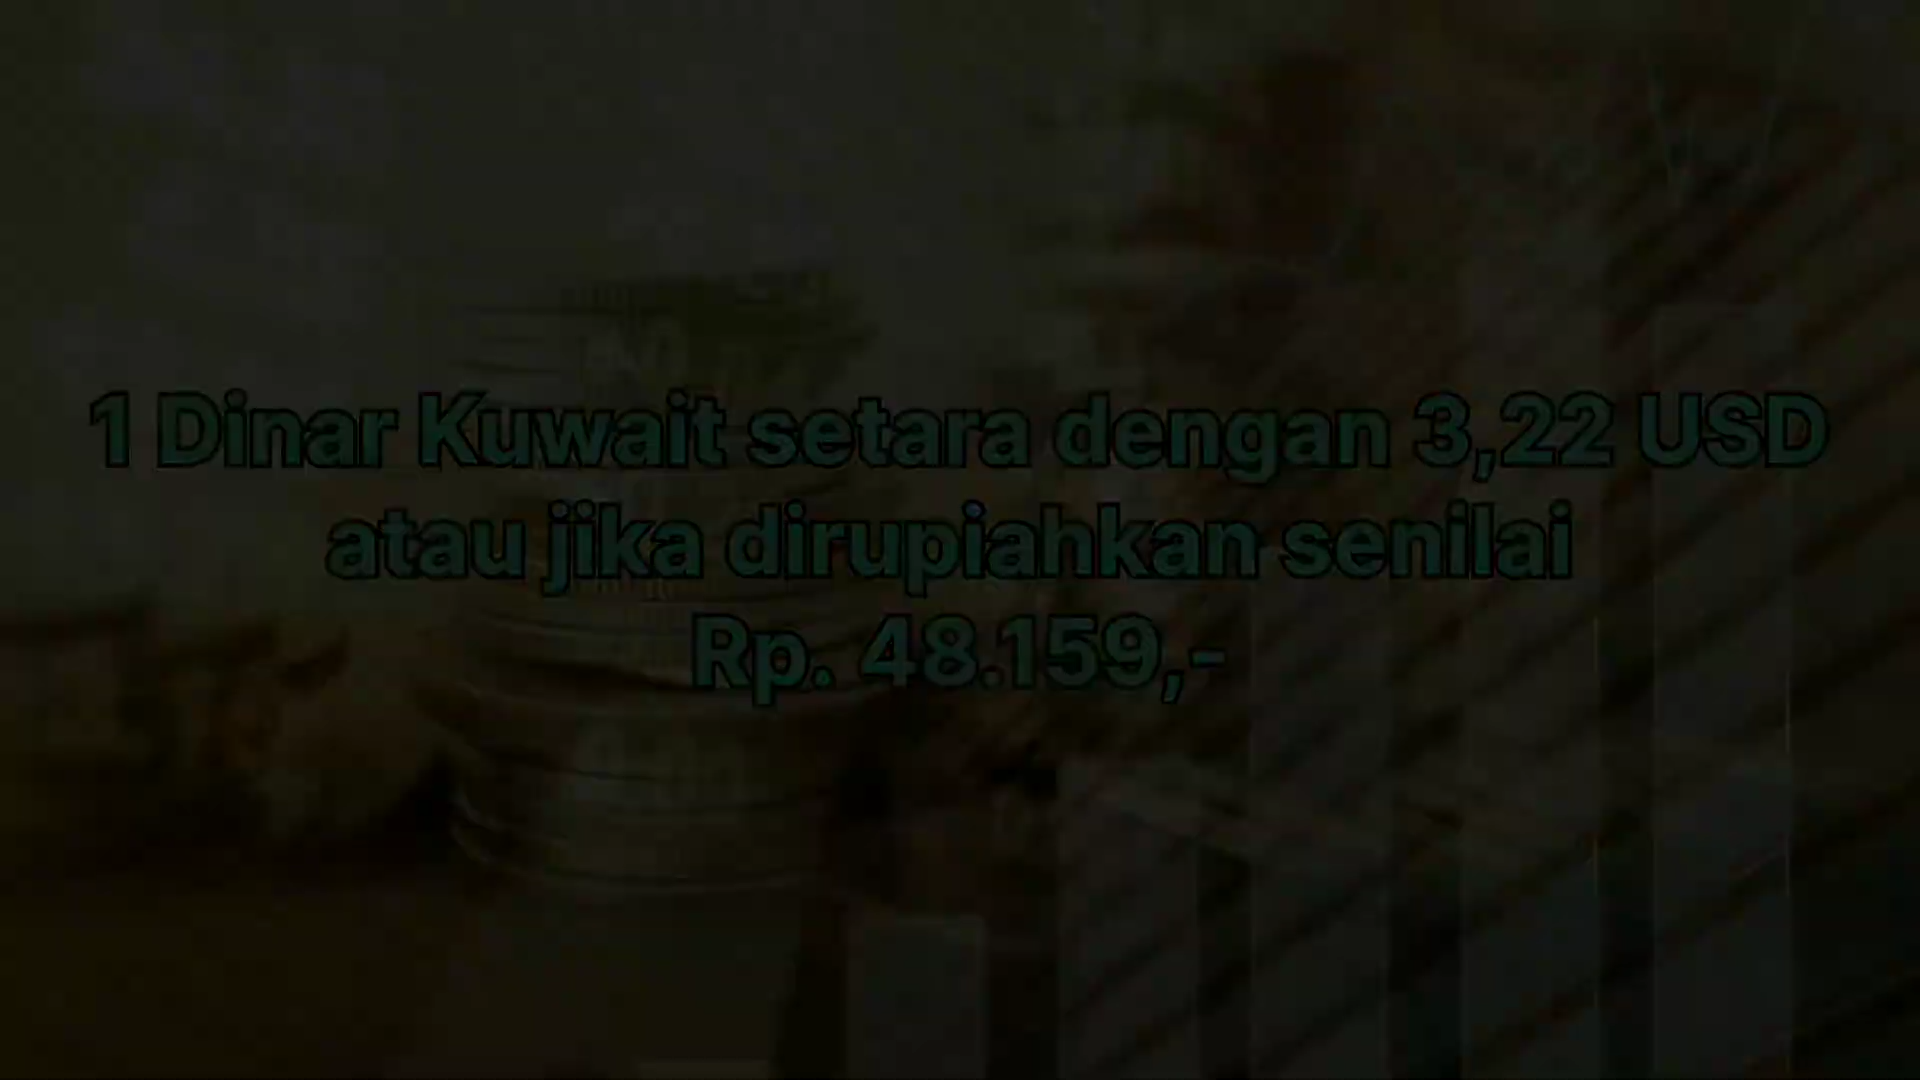 1 Dinar Kuwait setara dengan 3,22 USD
atau jika dirupiahkan senilai
Rp. 48.159,-